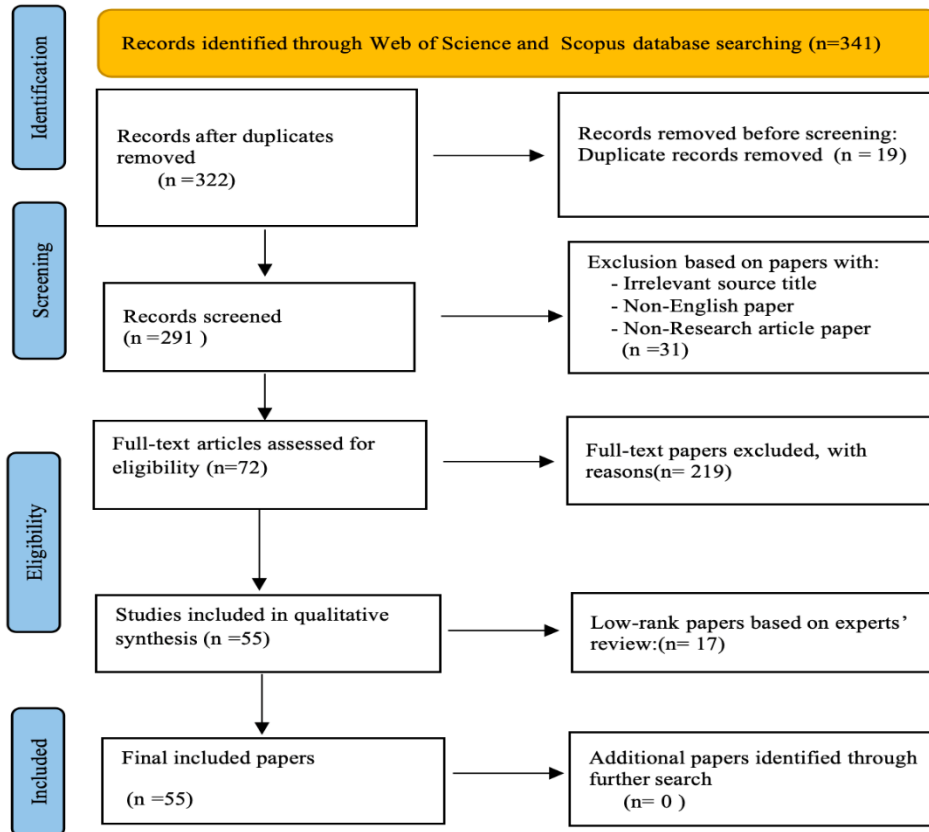 Identification
Records identified through Web of Science and Scopus database searching (n=341)
Records after duplicates
removed
(n =322)
Records removed before screening:
Duplicate records removed (n = 19)
Screening
Records screened
(n =291 )
Exclusion based on papers with:
- Irrelevant source title
- Non-English paper
- Non-Research article paper
(n =31)
Eligibility
Full-text articles assessed for
eligibility (n=72)
Full-text papers excluded, with
reasons(n= 219)
Studies included in qualitative
synthesis (n =55)
Low-rank papers based on experts’
review:(n= 17)
Included
Final included papers
(n =55)
Additional papers identified through
further search
(n= 0 )